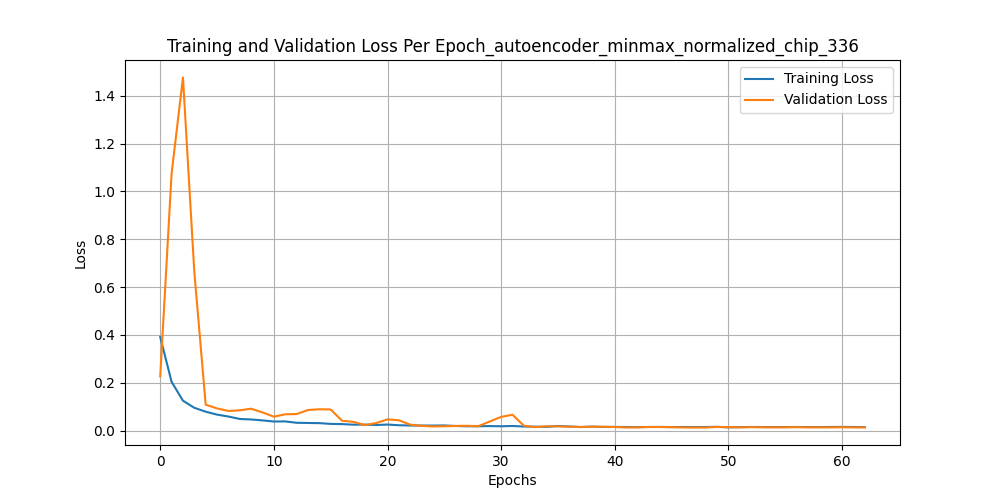 Training and Validation Loss Per Epoch_autoencoder_minmax_normalized_chip_336
Training Loss
Validation Loss
1.4
1.2
1.0
0.8
0.6
0.4
0.2
0.0
Loss
0 10 20 30 40 50 60
Epochs